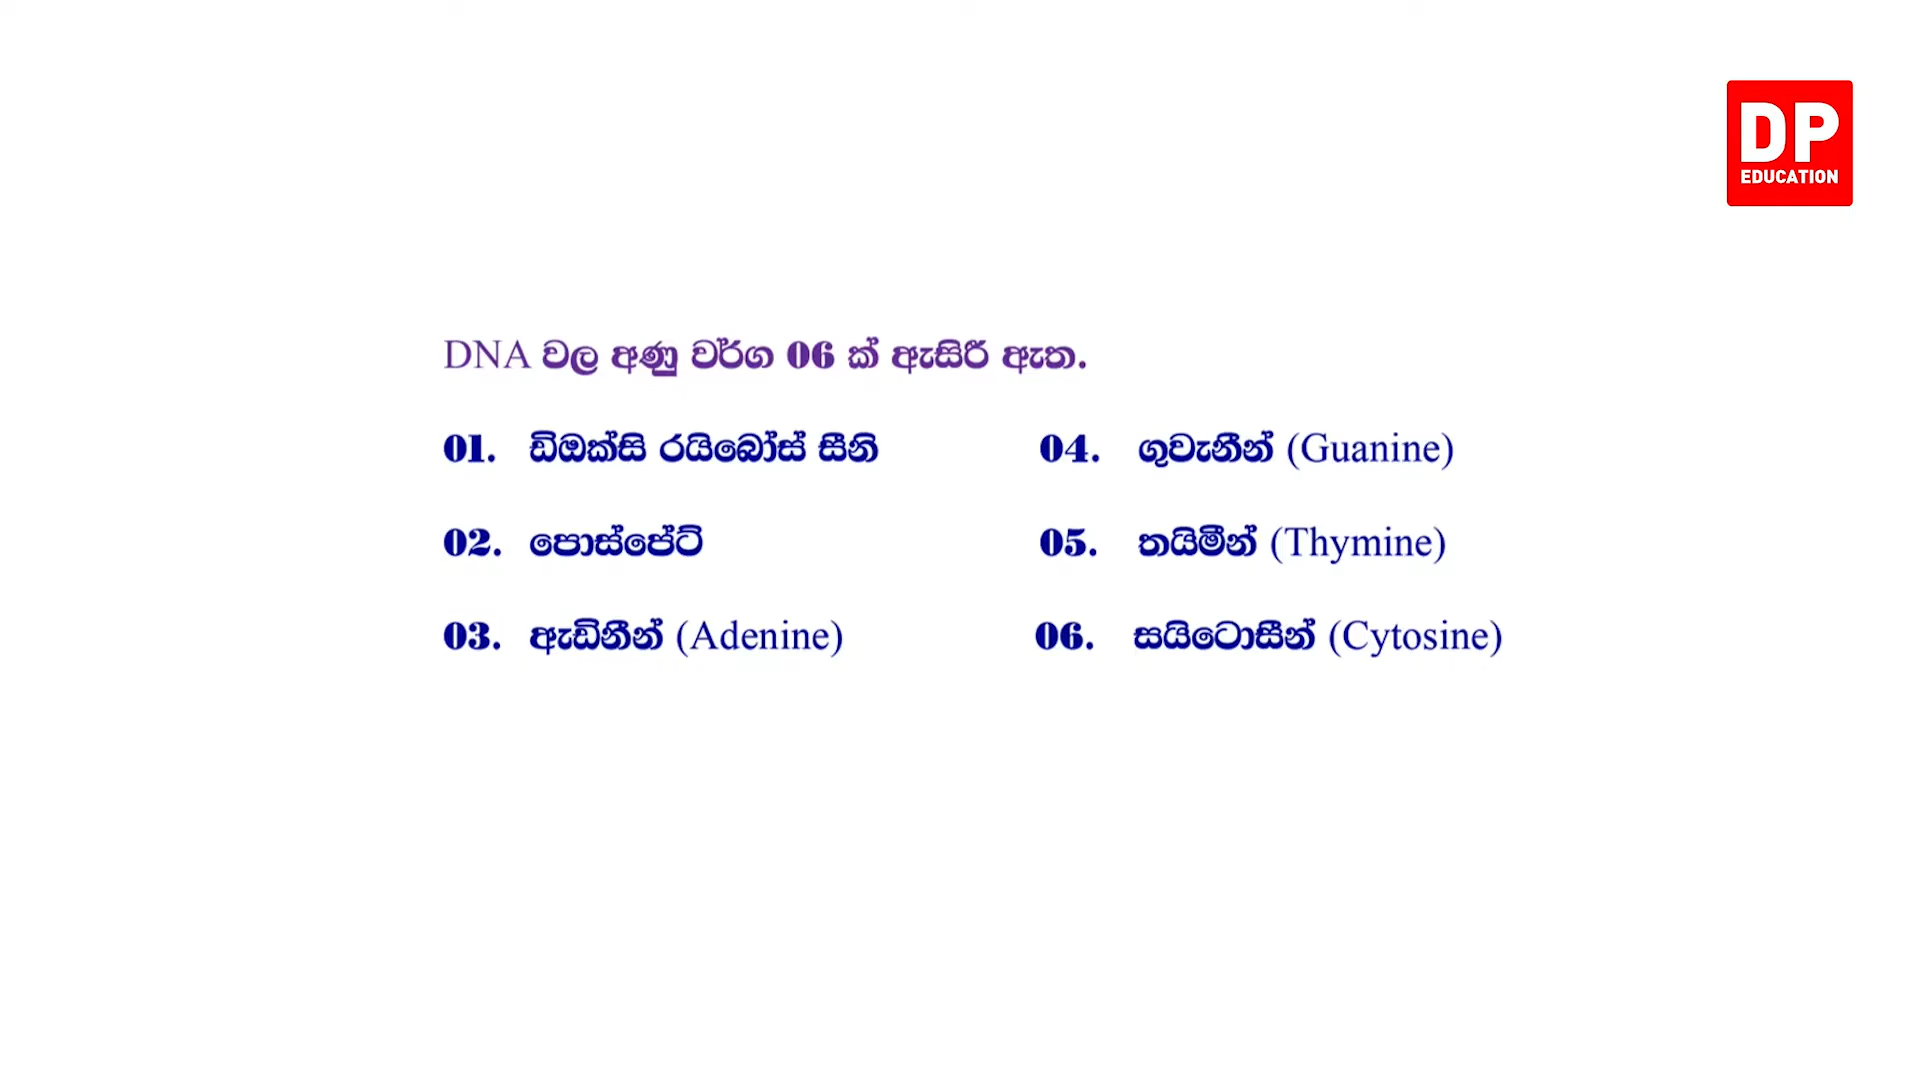 DP
EDUCATION
DNA වල අණු වර්ග 06 ක් ඇසිරී ඇත.
01. ඩිඔක්සි රයිබෝස් සීනි
02. පොස්පේට්
03. ඇඩිනීන් (Adenine)
04. ගුවැනීන් (Guanine)
05. තයිමීන් (Thymine)
06. සයිටොසීන් (Cytosine)